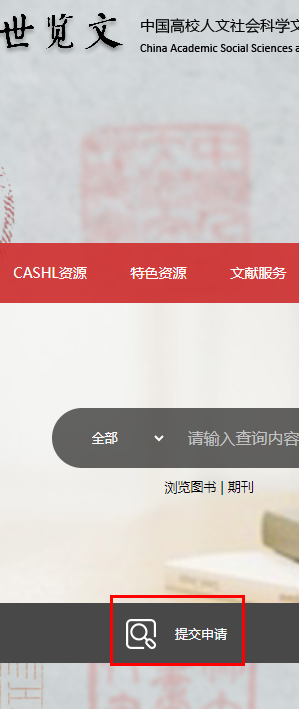 世览文
中国高校人文社会科学文
China Academic Social Sciences a
CASHL资源 特色资源 文献服务
全部 请输入查询内容
浏览图书 | 期刊
提交申请